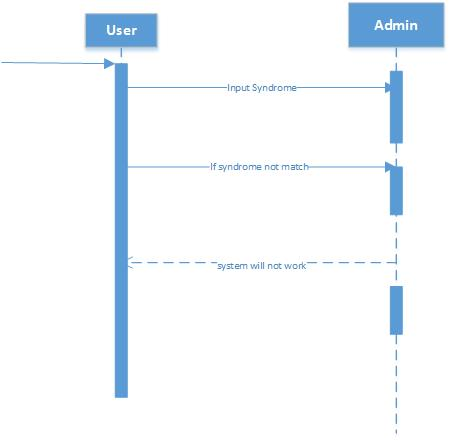 User
Admin
Input Syndrome
If syndrome not match
system will not work